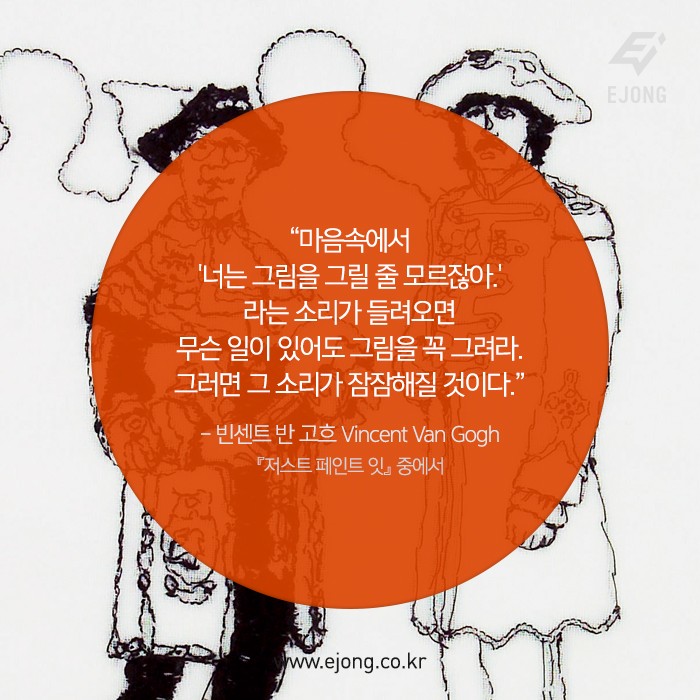 EJONG
“마음속에서
'너는 그림을 그릴 줄 모르잖아.'
라는 소리가 들려오면
무슨 일이 있어도 그림을 꼭 그려라.
그러면 그 소리가 잠잠해질 것이다.”
– 빈센트 반 고흐 Vincent Van Gogh
『저스트 페인트 잇』 중에서
www.ejong.co.kr